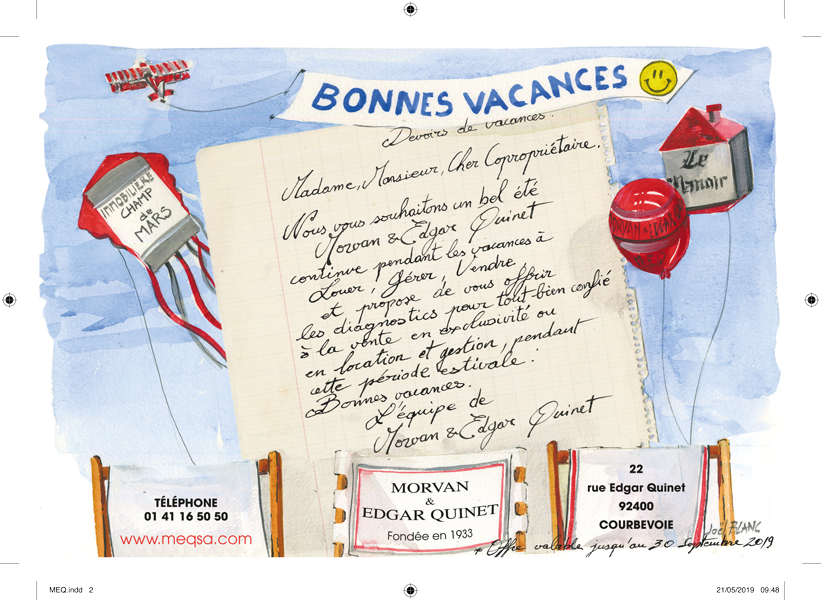 BONNES VACANCES
Devoirs de vacances.
Madame, Monsieur, Cher Copropriétaire.
Nous vous souhaitons un bel été
Morvan & Edgar Quinet
continue pendant les vacances à
Louer, Gérer, Vendre,
et propose de vous offrir
les diagnostics pour tout bien confié
à la vente en exclusivité ou
en location et gestion, pendant
cette période estivale !
Bonnes vacances.
L'équipe de
Morvan & Edgar Quinet
IMMOBILIERE
CHAMP
de
MARS
Le
Manoir
MORVAN & EDGAR
TÉLÉPHONE
01 41 16 50 50
www.meqsa.com
MORVAN
&
EDGAR QUINET
Fondée en 1933
22
rue Edgar Quinet
92400
COURBEVOIE
Joël BLANC
* Offre valable jusqu'au 30 Septembre 2019
MEQ.indd 2
21/05/2019 09:48